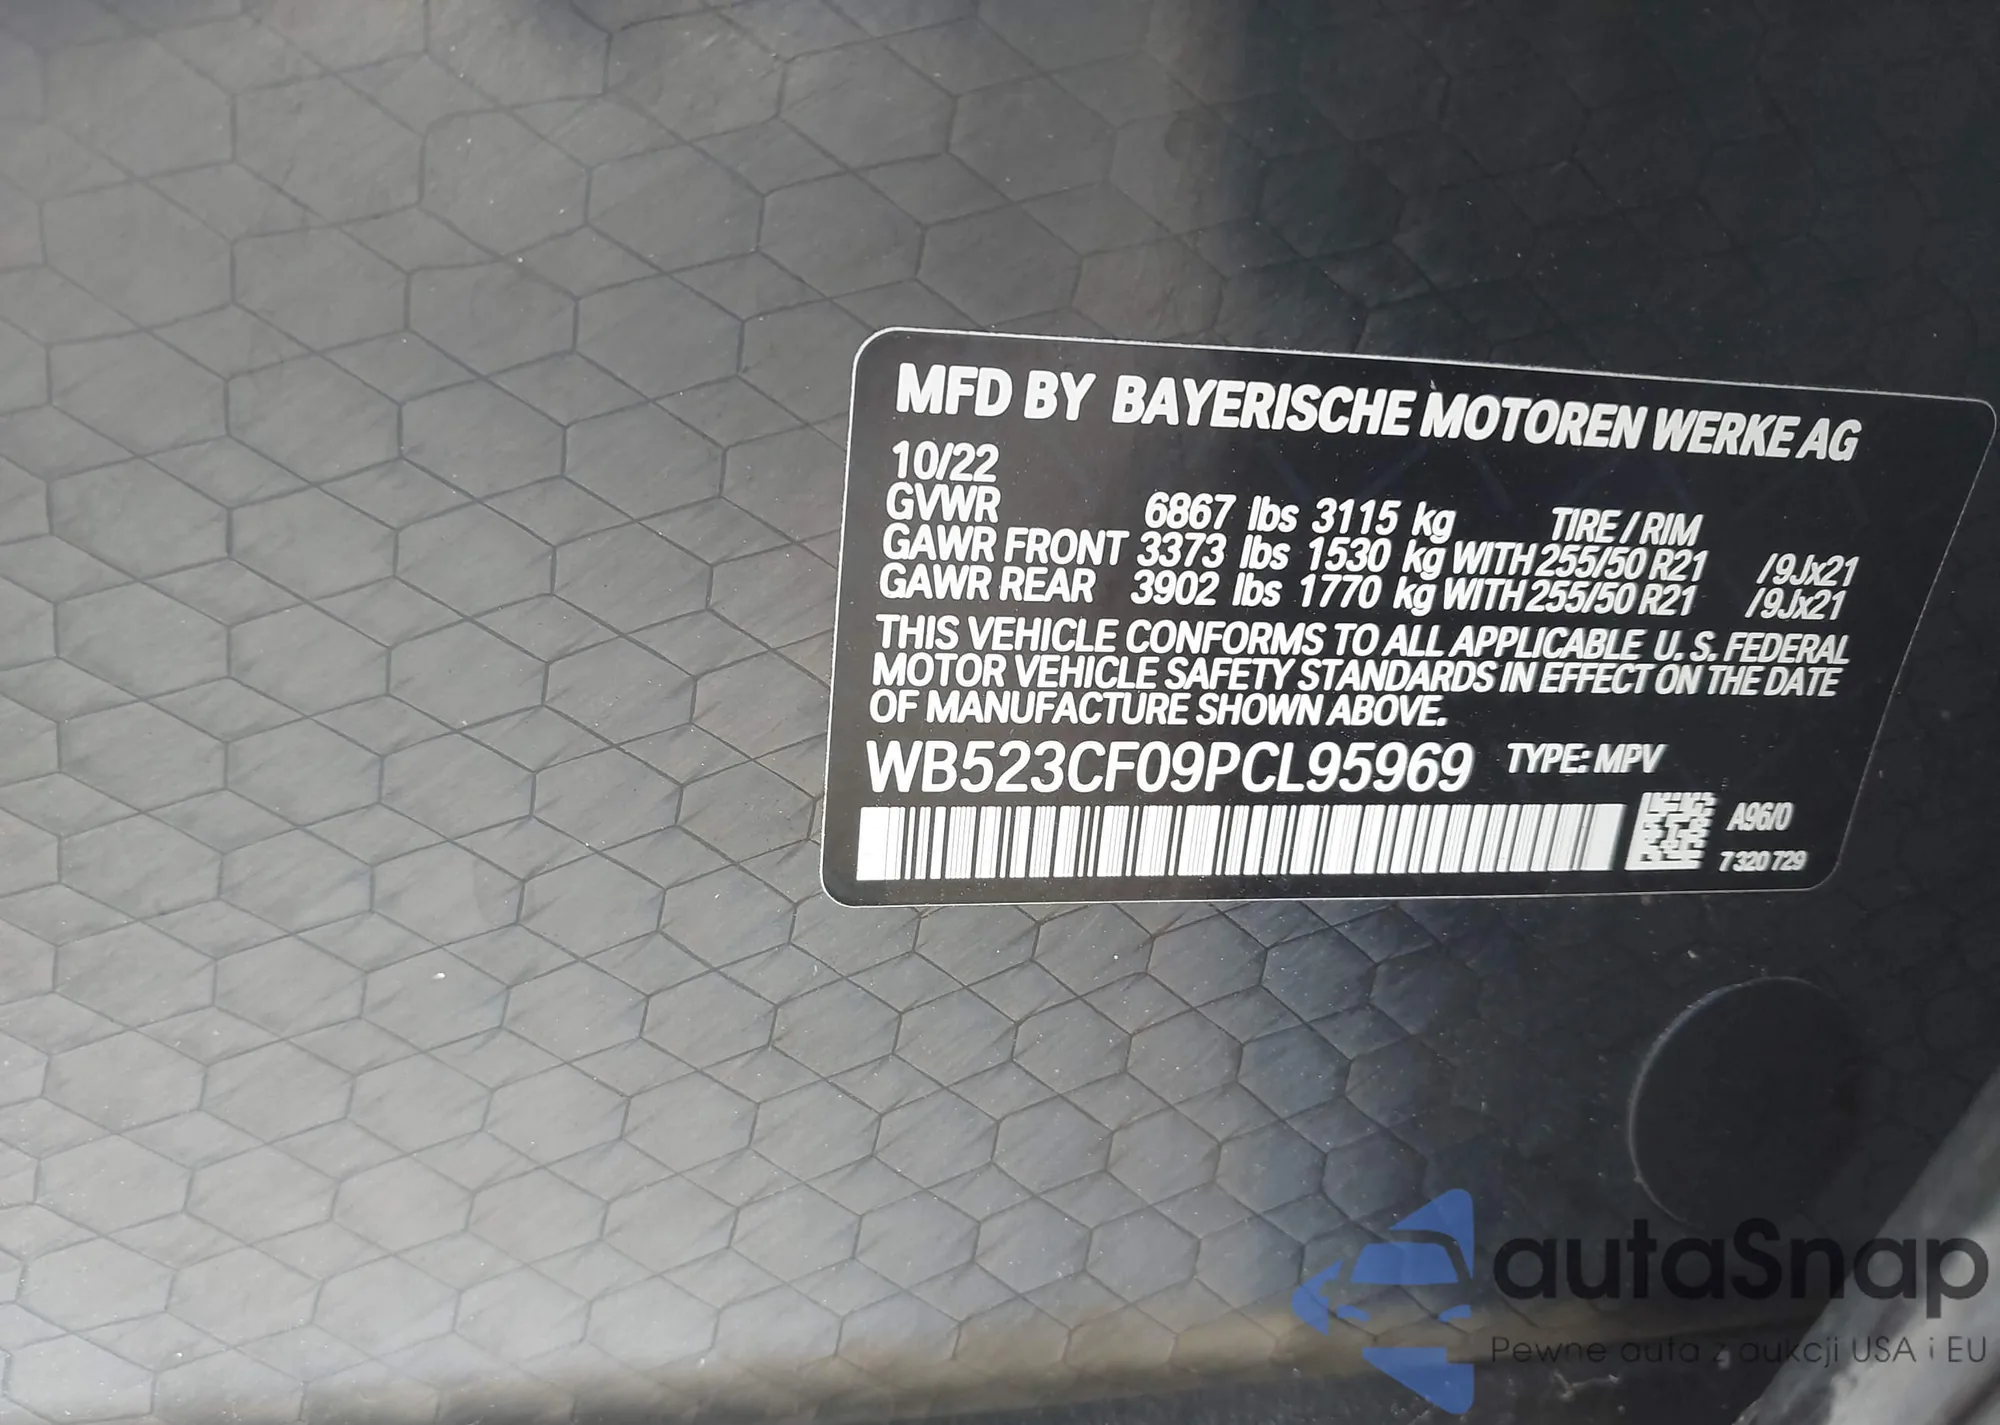 MFD BY BAYERISCHE MOTOREN WERKE AG
10/22
GVWR 6867 lbs 3115 kg TIRE / RIM
GAWR FRONT 3373 lbs 1530 kg WITH 255/50 R21 /9Jx21
GAWR REAR 3902 lbs 1770 kg WITH 255/50 R21 /9Jx21
THIS VEHICLE CONFORMS TO ALL APPLICABLE U. S. FEDERAL
MOTOR VEHICLE SAFETY STANDARDS IN EFFECT ON THE DATE
OF MANUFACTURE SHOWN ABOVE.
WB523CF09PCL95969 TYPE: MPV
A96/0
7 320 729
autaSnap
Pewne auta z aukcji USA i EU